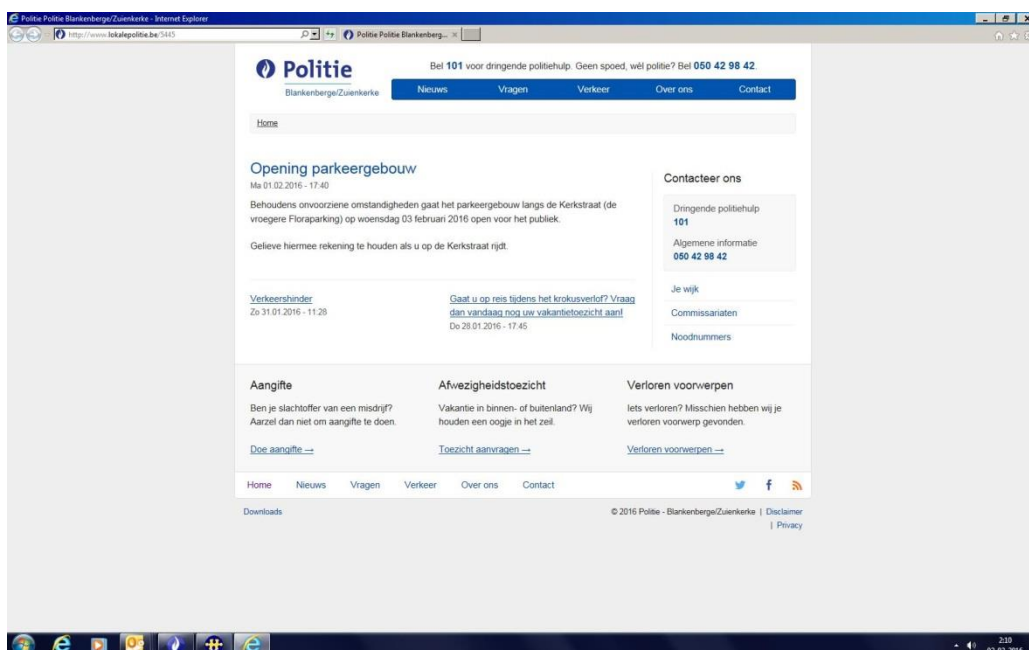 Politie Politie Blankenberge/Zuienkerke - Internet Explorer
http://www.lokalepolitie.be/5445
Politie Politie Blankenberg...
Politie
Blankenberge/Zuienkerke
Bel 101 voor dringende politiehulp. Geen spoed, wél politie? Bel 050 42 98 42.
Nieuws Vragen Verkeer Over ons Contact
Home
Opening parkeergebouw
Ma 01.02.2016 - 17:40
Behoudens onvoorziene omstandigheden gaat het parkeergebouw langs de Kerkstraat (de
vroegere Floraparking) op woensdag 03 februari 2016 open voor het publiek.
Gelieve hiermee rekening te houden als u op de Kerkstraat rijdt.
Verkeershinder
Zo 31.01.2016 - 11:28
Gaat u op reis tijdens het krokusverlof? Vraag
dan vandaag nog uw vakantietoezicht aan!
Do 28.01.2016 - 17:45
Contacteer ons
Dringende politiehulp
101
Algemene informatie
050 42 98 42
Je wijk
Commissariaten
Noodnummers
Aangifte
Ben je slachtoffer van een misdrijf?
Aarzel dan niet om aangifte te doen.
Doe aangifte →
Afwezigheidstoezicht
Vakantie in binnen- of buitenland? Wij
houden een oogje in het zeil.
Toezicht aanvragen →
Verloren voorwerpen
Iets verloren? Misschien hebben wij je
verloren voorwerp gevonden.
Verloren voorwerpen →
Home Nieuws Vragen Verkeer Over ons Contact
Downloads
© 2016 Politie - Blankenberge/Zuienkerke | Disclaimer
| Privacy
2:10